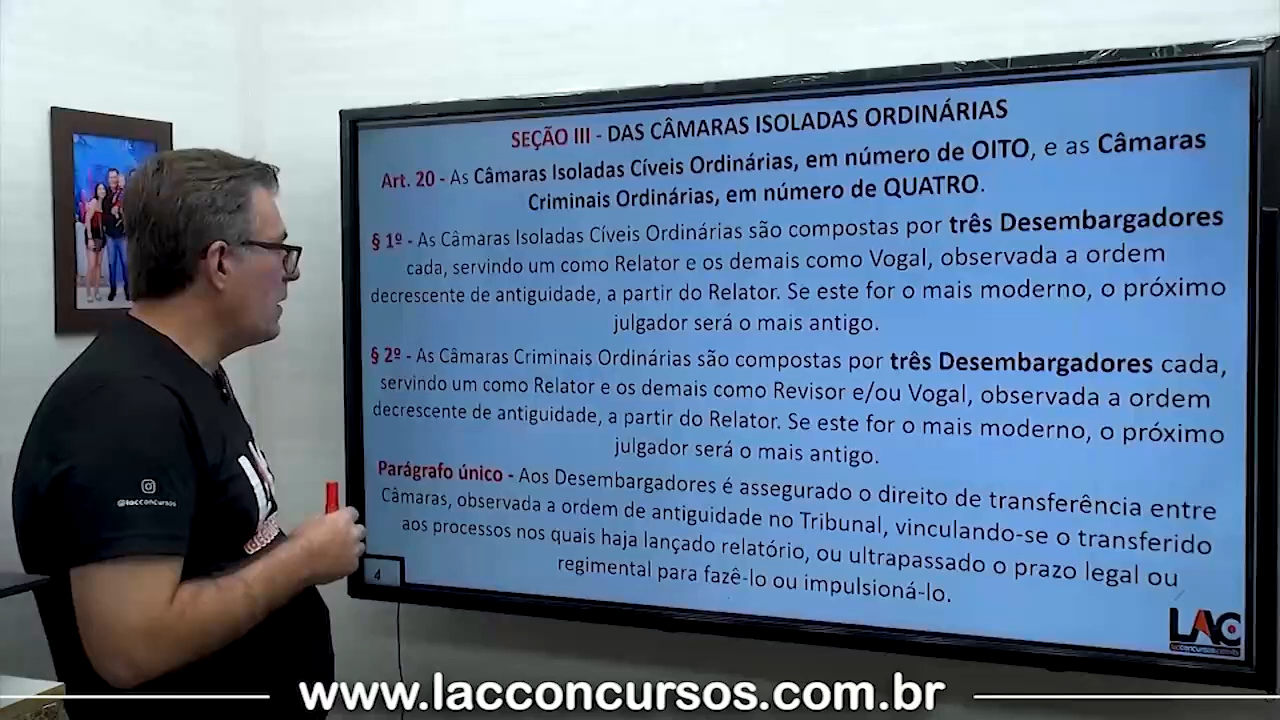 SEÇÃO III - DAS CÂMARAS ISOLADAS ORDINÁRIAS
Art. 20 - As Câmaras Isoladas Cíveis Ordinárias, em número de OITO, e as Câmaras
Criminais Ordinárias, em número de QUATRO.
§ 1º - As Câmaras Isoladas Cíveis Ordinárias são compostas por três Desembargadores
cada, servindo um como Relator e os demais como Vogal, observada a ordem
decrescente de antiguidade, a partir do Relator. Se este for o mais moderno, o próximo
julgador será o mais antigo.
§ 2º - As Câmaras Criminais Ordinárias são compostas por três Desembargadores cada,
servindo um como Relator e os demais como Revisor e/ou Vogal, observada a ordem
decrescente de antiguidade, a partir do Relator. Se este for o mais moderno, o próximo
julgador será o mais antigo.
Parágrafo único - Aos Desembargadores é assegurado o direito de transferência entre
Câmaras, observada a ordem de antiguidade no Tribunal, vinculando-se o transferido
aos processos nos quais haja lançado relatório, ou ultrapassado o prazo legal ou
regimental para fazê-lo ou impulsioná-lo.
4
LAC
@lacconcursos
www.lacconcursos.com.br